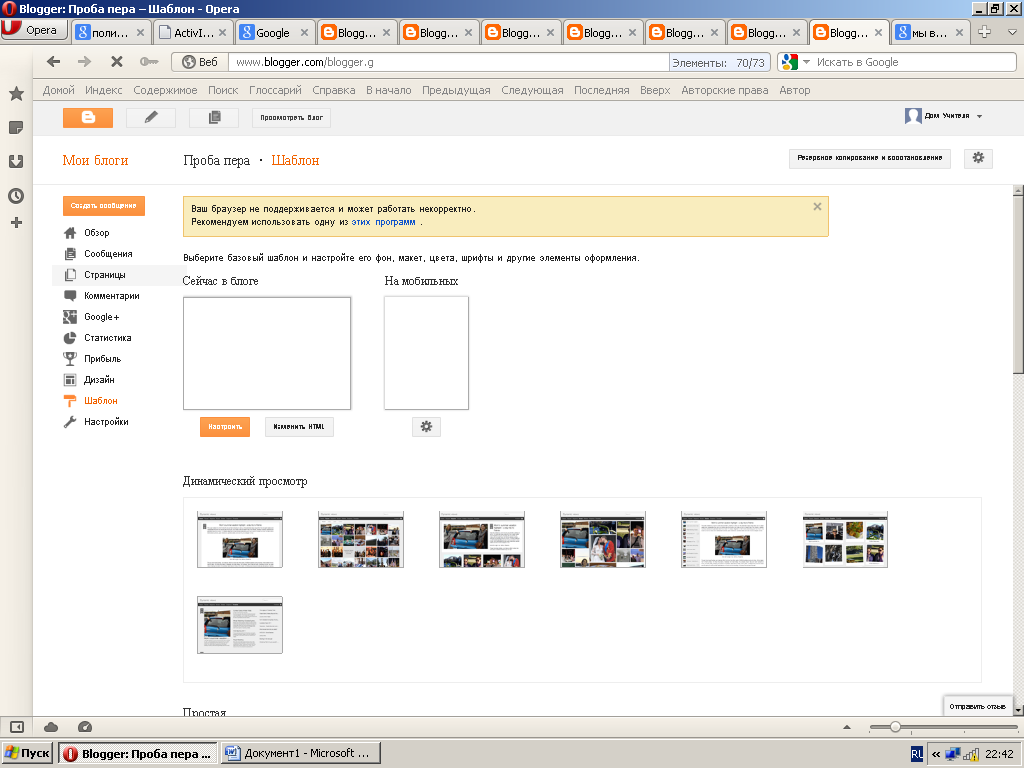 Blogger: Проба пера – Шаблон - Opera
Opera
поли...
ActivI...
Google
Blogg...
Blogg...
Blogg...
Blogg...
Blogg...
Blogg...
Blogg...
мы в...
Веб
www.blogger.com/blogger.g
Элементы: 70/73
Искать в Google
Домой Индекс Содержимое Поиск Глоссарий Справка В начало Предыдущая Следующая Последняя Вверх Авторские права Автор
Просмотреть блог
Дом Учителя
Мои блоги
Проба пера · Шаблон
Резервное копирование и восстановление
Создать сообщение
Обзор
Сообщения
Страницы
Комментарии
Google+
Статистика
Прибыль
Дизайн
Шаблон
Настройки
Ваш браузер не поддерживается и может работать некорректно.
Рекомендуем использовать одну из этих программ .
Выберите базовый шаблон и настройте его фон, макет, цвета, шрифты и другие элементы оформления.
Сейчас в блоге
На мобильных
Настроить
Изменить HTML
Динамический просмотр
Простая
Отправить отзыв
Пуск
Blogger: Проба пера ...
Документ1 - Microsoft ...
RL
«
22:42